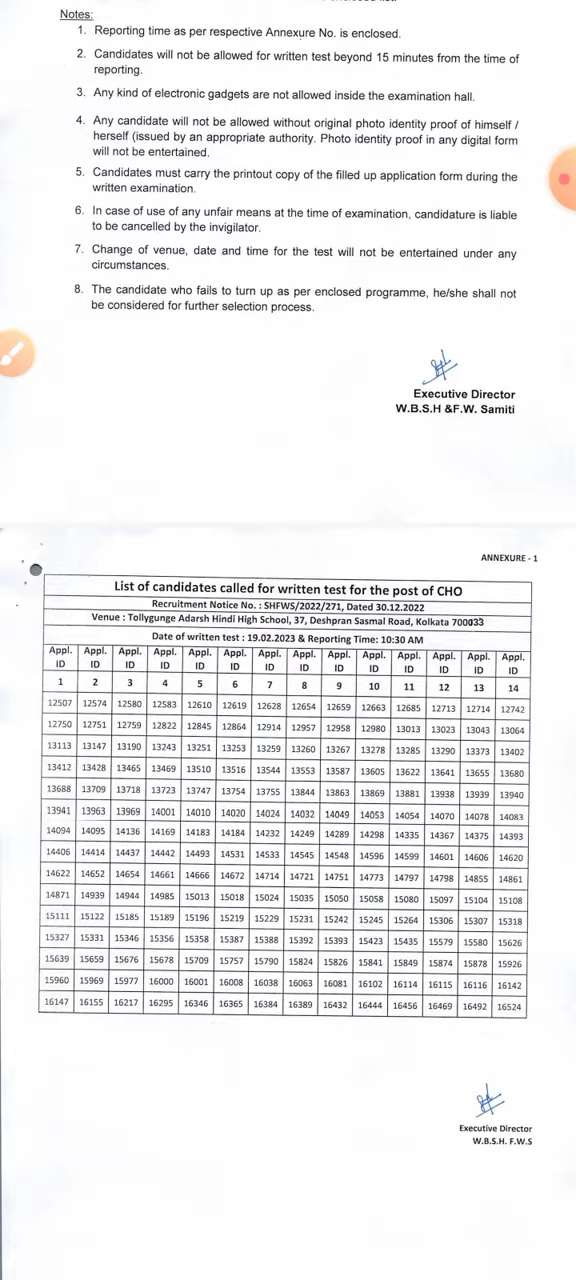 Notes:
1. Reporting time as per respective Annexure No. is enclosed.
2. Candidates will not be allowed for written test beyond 15 minutes from the time of
reporting.
3. Any kind of electronic gadgets are not allowed inside the examination hall.
4. Any candidate will not be allowed without original photo identity proof of himself /
herself (issued by an appropriate authority. Photo identity proof in any digital form
will not be entertained.
5. Candidates must carry the printout copy of the filled up application form during the
written examination.
6. In case of use of any unfair means at the time of examination, candidature is liable
to be cancelled by the invigilator.
7. Change of venue, date and time for the test will not be entertained under any
circumstances.
8. The candidate who fails to turn up as per enclosed programme, he/she shall not
be considered for further selection process.
Executive Director
W.B.S.H &F.W. Samiti
ANNEXURE - 1
List of candidates called for written test for the post of CHO
Recruitment Notice No. : SHFWS/2022/271, Dated 30.12.2022
Venue : Tollygunge Adarsh Hindi High School, 37, Deshpran Sasmal Road, Kolkata 700033
Date of written test : 19.02.2023 & Reporting Time: 10:30 AM
Appl. Appl. Appl. Appl. Appl. Appl. Appl. Appl. Appl. Appl. Appl. Appl. Appl. Appl.
ID ID ID ID ID ID ID ID ID ID ID ID ID ID
1 2 3 4 5 6 7 8 9 10 11 12 13 14
12507 12574 12580 12583 12610 12619 12628 12654 12659 12663 12685 12713 12714 12742
12750 12751 12759 12822 12845 12864 12914 12957 12958 12980 13013 13023 13043 13064
13113 13147 13190 13243 13251 13253 13259 13260 13267 13278 13285 13290 13373 13402
13412 13428 13465 13469 13510 13516 13544 13553 13587 13605 13622 13641 13655 13680
13688 13709 13718 13723 13747 13754 13755 13844 13863 13869 13881 13938 13939 13940
13941 13963 13969 14001 14010 14020 14024 14032 14049 14053 14054 14070 14078 14083
14094 14095 14136 14169 14183 14184 14232 14249 14289 14298 14335 14367 14375 14393
14406 14414 14437 14442 14493 14531 14533 14545 14548 14596 14599 14601 14606 14620
14622 14652 14654 14661 14666 14672 14714 14721 14751 14773 14797 14798 14855 14861
14871 14939 14944 14985 15013 15018 15024 15035 15050 15058 15080 15097 15104 15108
15111 15122 15185 15189 15196 15219 15229 15231 15242 15245 15264 15306 15307 15318
15327 15331 15346 15356 15358 15387 15388 15392 15393 15423 15435 15579 15580 15626
15639 15659 15676 15678 15709 15757 15790 15824 15826 15841 15849 15874 15878 15926
15960 15969 15977 16000 16001 16008 16038 16063 16081 16102 16114 16115 16116 16142
16147 16155 16217 16295 16346 16365 16384 16389 16432 16444 16456 16469 16492 16524
Executive Director
W.B.S.H. F.W.S